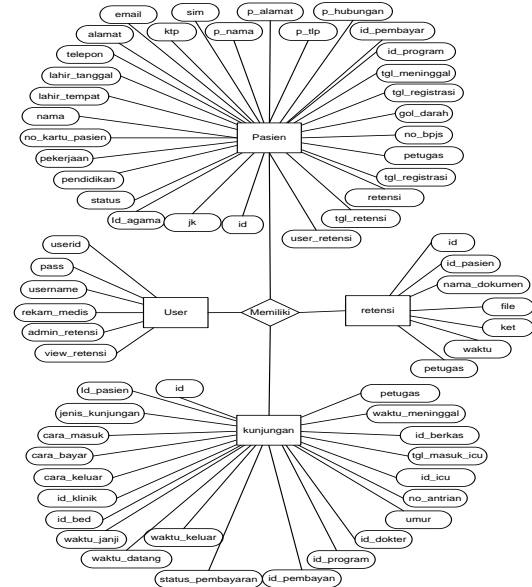 email
sim
p_alamat
p_hubungan
alamat
ktp
p_nama
p_tlp
id_pembayar
telepon
id_program
lahir_tanggal
tgl_meninggal
lahir_tempat
tgl_registrasi
nama
gol_darah
no_kartu_pasien
Pasien
no_bpjs
pekerjaan
petugas
pendidikan
tgl_registrasi
status
retensi
Id_agama
jk
id
tgl_retensi
user_retensi
userid
pass
username
rekam_medis
admin_retensi
view_retensi
User
Memiliki
retensi
id
id_pasien
nama_dokumen
file
ket
waktu
petugas
Id_pasien
id
petugas
jenis_kunjungan
waktu_meninggal
cara_masuk
kunjungan
id_berkas
cara_bayar
tgl_masuk_icu
cara_keluar
id_icu
id_klinik
no_antrian
id_bed
umur
waktu_janji
waktu_keluar
id_dokter
waktu_datang
id_program
status_pembayaran
id_pembayan